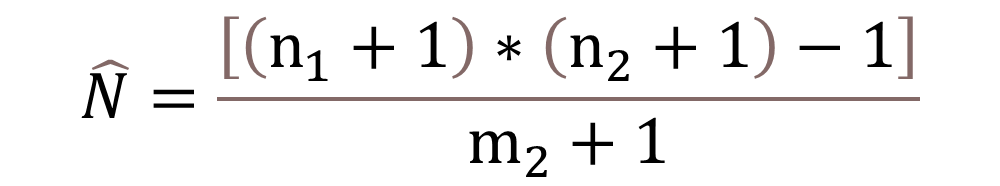 N̂ = [(n₁ + 1) * (n₂ + 1) − 1]
m₂ + 1